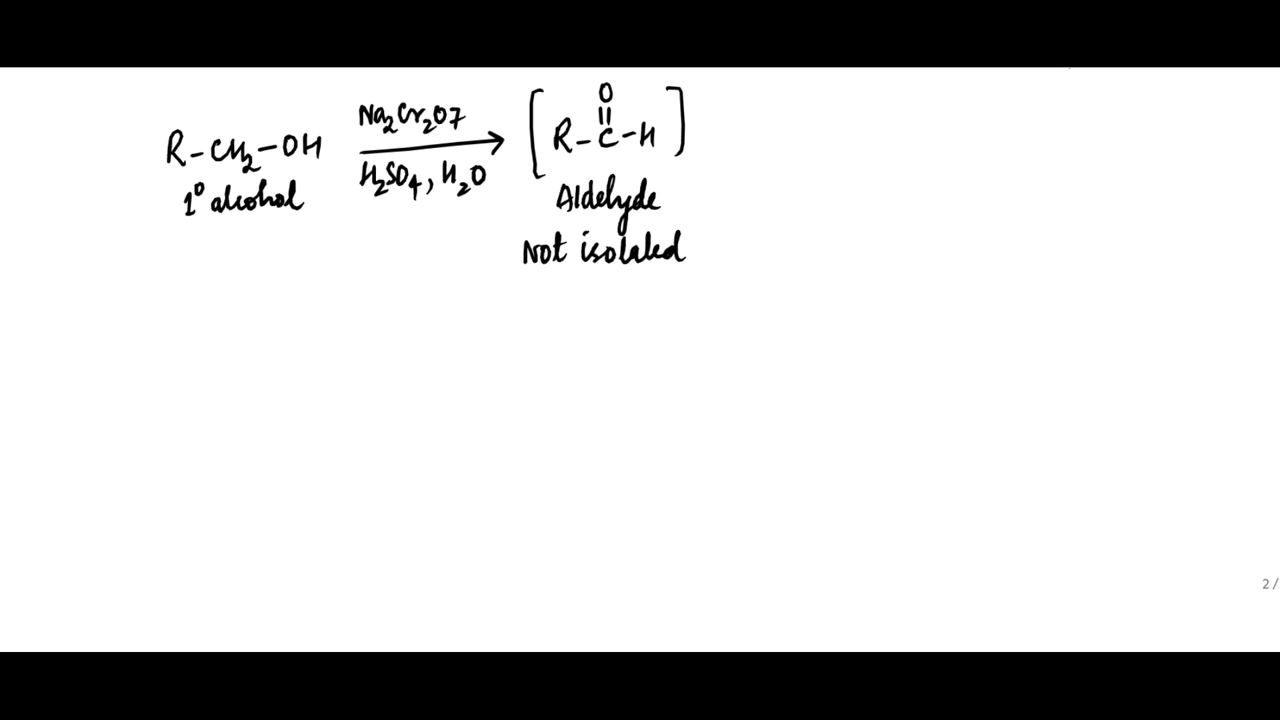 R-CH₂-OH Na₂Cr₂O7 H₂SO₄, H₂O [R-C-H]
O
1° alcohol
Aldehyde
Not isolated
2 /